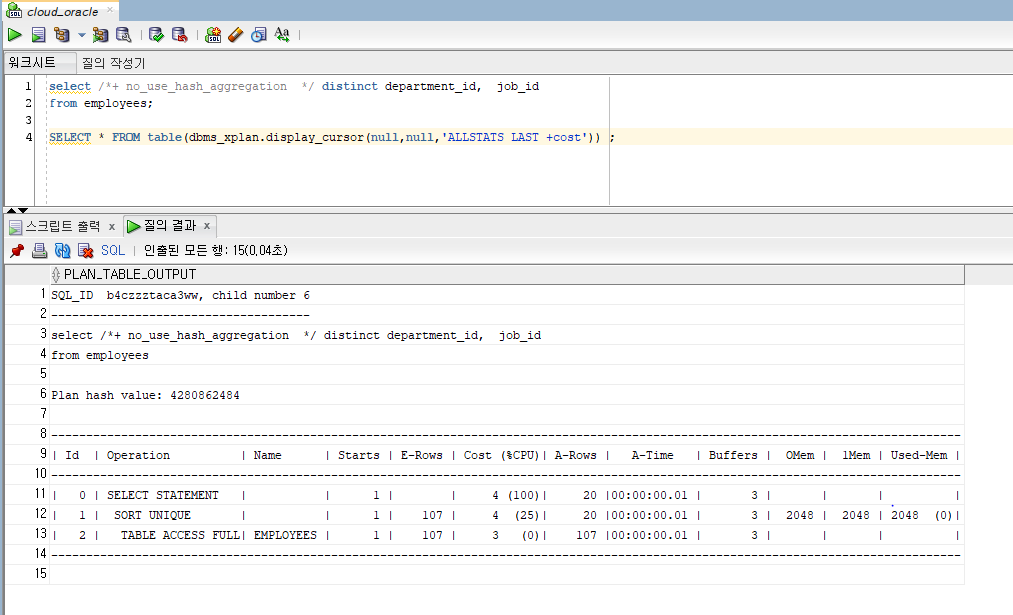 cloud_oracle
워크시트 질의 작성기
1 select /*+ no_use_hash_aggregation */ distinct department_id, job_id
2 from employees;
3
4 SELECT * FROM table(dbms_xplan.display_cursor(null,null,'ALLSTATS LAST +cost')) ;
스크립트 출력 x 질의 결과 x
SQL | 인출된 모든 행: 15(0,04초)
PLAN_TABLE_OUTPUT
1 SQL_ID b4czzztaca3ww, child number 6
2 -------------------------------------
3 select /*+ no_use_hash_aggregation */ distinct department_id, job_id
4 from employees
5
6 Plan hash value: 4280862484
7
8 ----------------------------------------------------------------------------------------------------------------------------------
9 | Id | Operation | Name | Starts | E-Rows | Cost (%CPU)| A-Rows | A-Time | Buffers | OMem | 1Mem | Used-Mem |
10 ----------------------------------------------------------------------------------------------------------------------------------
11 | 0 | SELECT STATEMENT | | 1 | | 4 (100)| 20 |00:00:00.01 | 3 | | | |
12 | 1 | SORT UNIQUE | | 1 | 107 | 4 (25)| 20 |00:00:00.01 | 3 | 2048 | 2048 | 2048 (0)|
13 | 2 | TABLE ACCESS FULL| EMPLOYEES | 1 | 107 | 3 (0)| 107 |00:00:00.01 | 3 | | | |
14 ----------------------------------------------------------------------------------------------------------------------------------
15